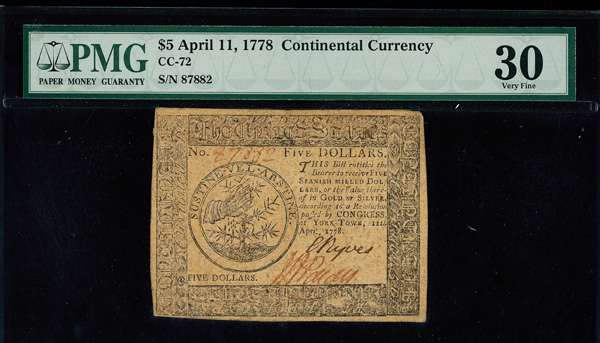 PMG
PAPER MONEY GUARANTY
$5 April 11, 1778 Continental Currency
CC-72
S/N 87882
30
Very Fine
The United States
No. 87882 FIVE DOLLARS.
THIS Bill entitles the
Bearer to receive FIVE
SPANISH MILLED DOL-
LARS, or the Value there-
of in GOLD or SILVER,
according to a Resolution
passed by CONGRESS,
at YORK-TOWN, 11th
April, 1778.
SUSTINE VEL ABSTINE.
FIVE DOLLARS.